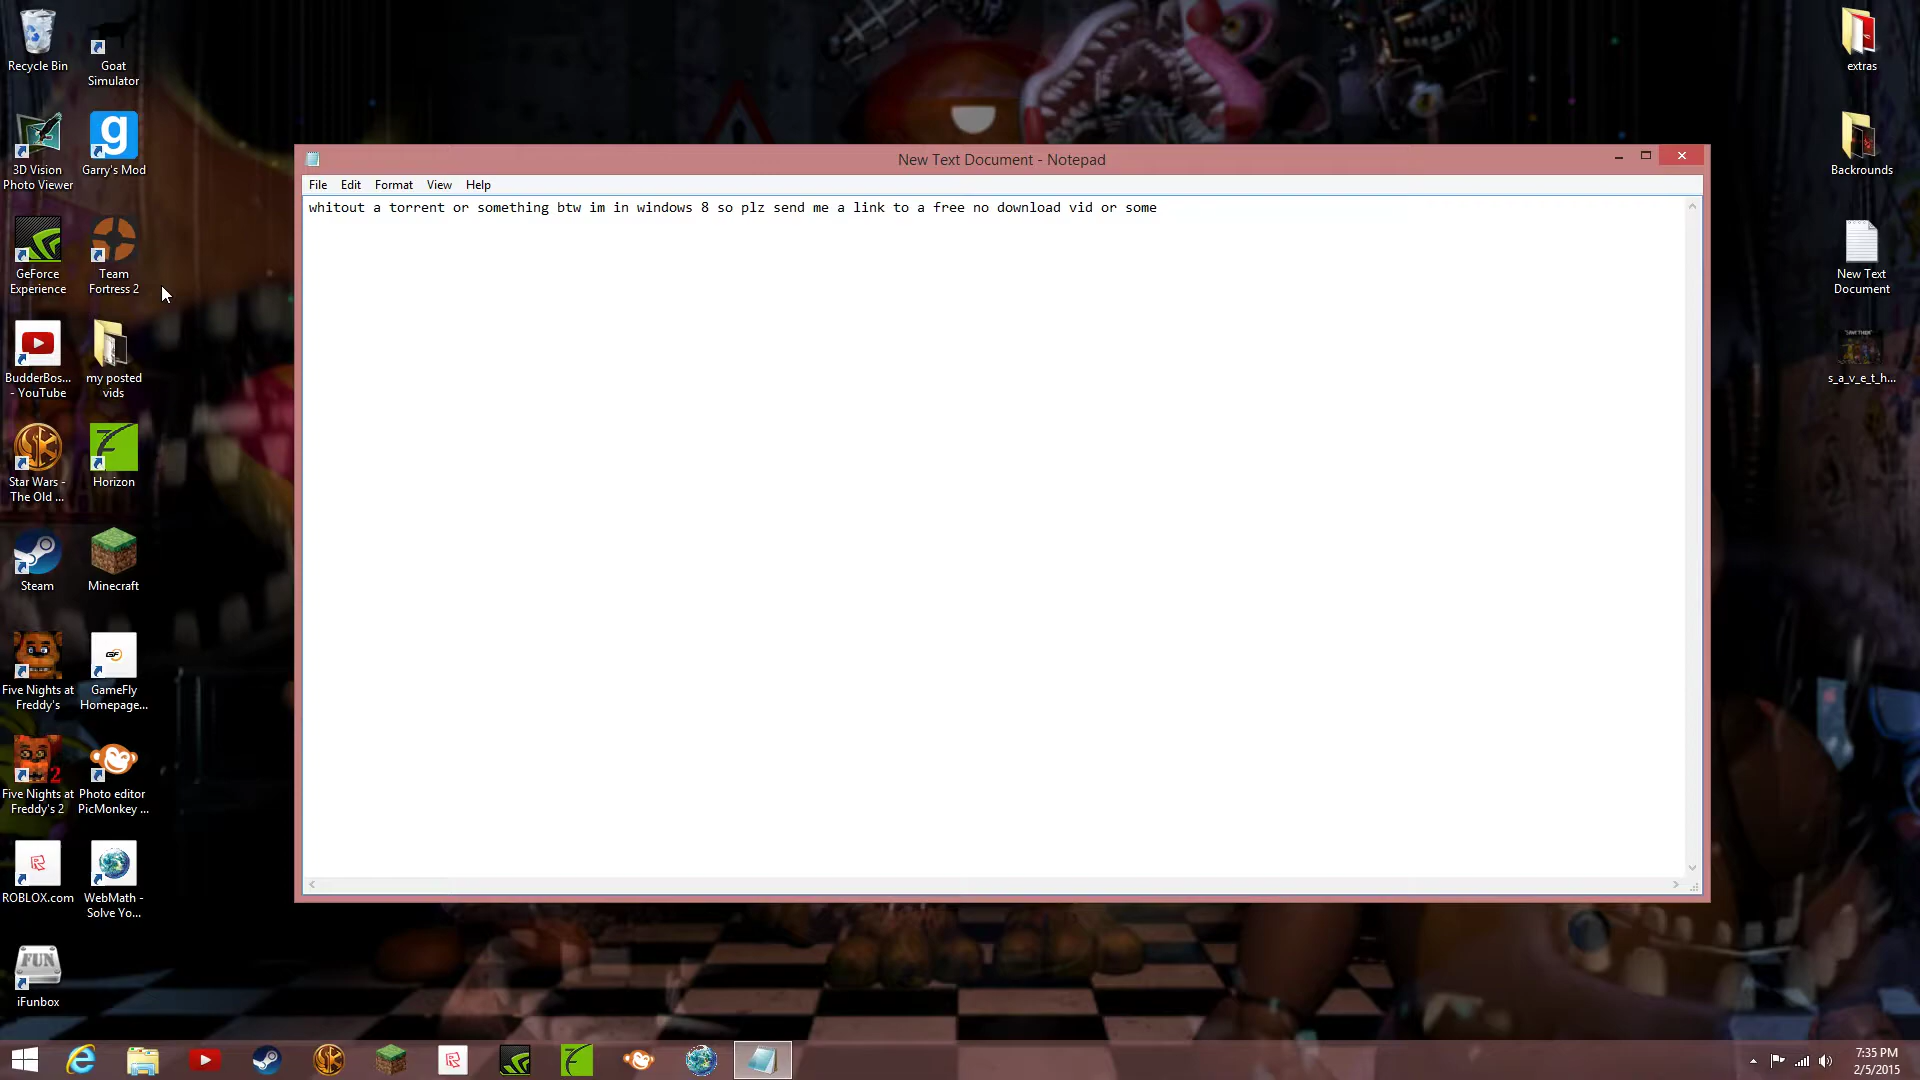 Recycle Bin
Goat
Simulator
3D Vision
Photo Viewer
Garry's Mod
GeForce
Experience
Team
Fortress 2
BudderBos...
- YouTube
my posted
vids
Star Wars -
The Old ...
Horizon
Steam
Minecraft
Five Nights at
Freddy's
GameFly
Homepage...
Five Nights at
Freddy's 2
Photo editor
PicMonkey ...
ROBLOX.com
WebMath -
Solve Yo...
FUN
iFunbox
New Text Document - Notepad
File Edit Format View Help
whitout a torrent or something btw im in windows 8 so plz send me a link to a free no download vid or some
extras
Backrounds
New Text
Document
s_a_v_e_t_h...
7:35 PM
2/5/2015